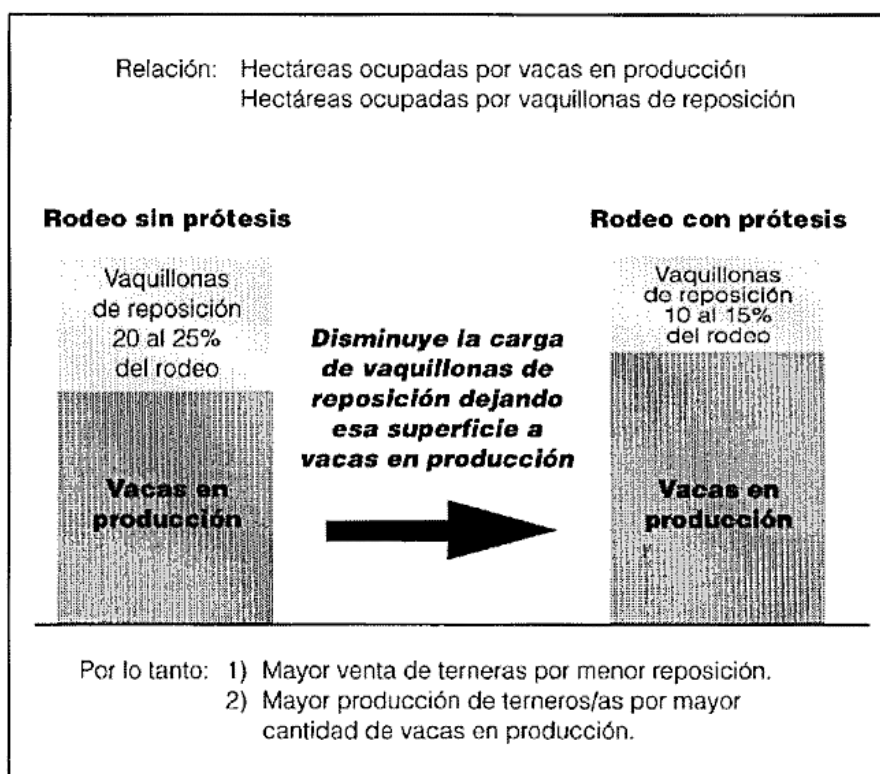 Relación: Hectáreas ocupadas por vacas en producción
Hectáreas ocupadas por vaquillonas de reposición
Rodeo sin prótesis
Vaquillonas
de reposición
20 al 25%
del rodeo
Vacas en
producción
Disminuye la carga
de vaquillonas de
reposición dejando
esa superficie a
vacas en producción
Rodeo con prótesis
Vaquillonas
de reposición
10 al 15%
del rodeo
Vacas en
producción
Por lo tanto: 1) Mayor venta de terneras por menor reposición.
2) Mayor producción de terneros/as por mayor
cantidad de vacas en producción.